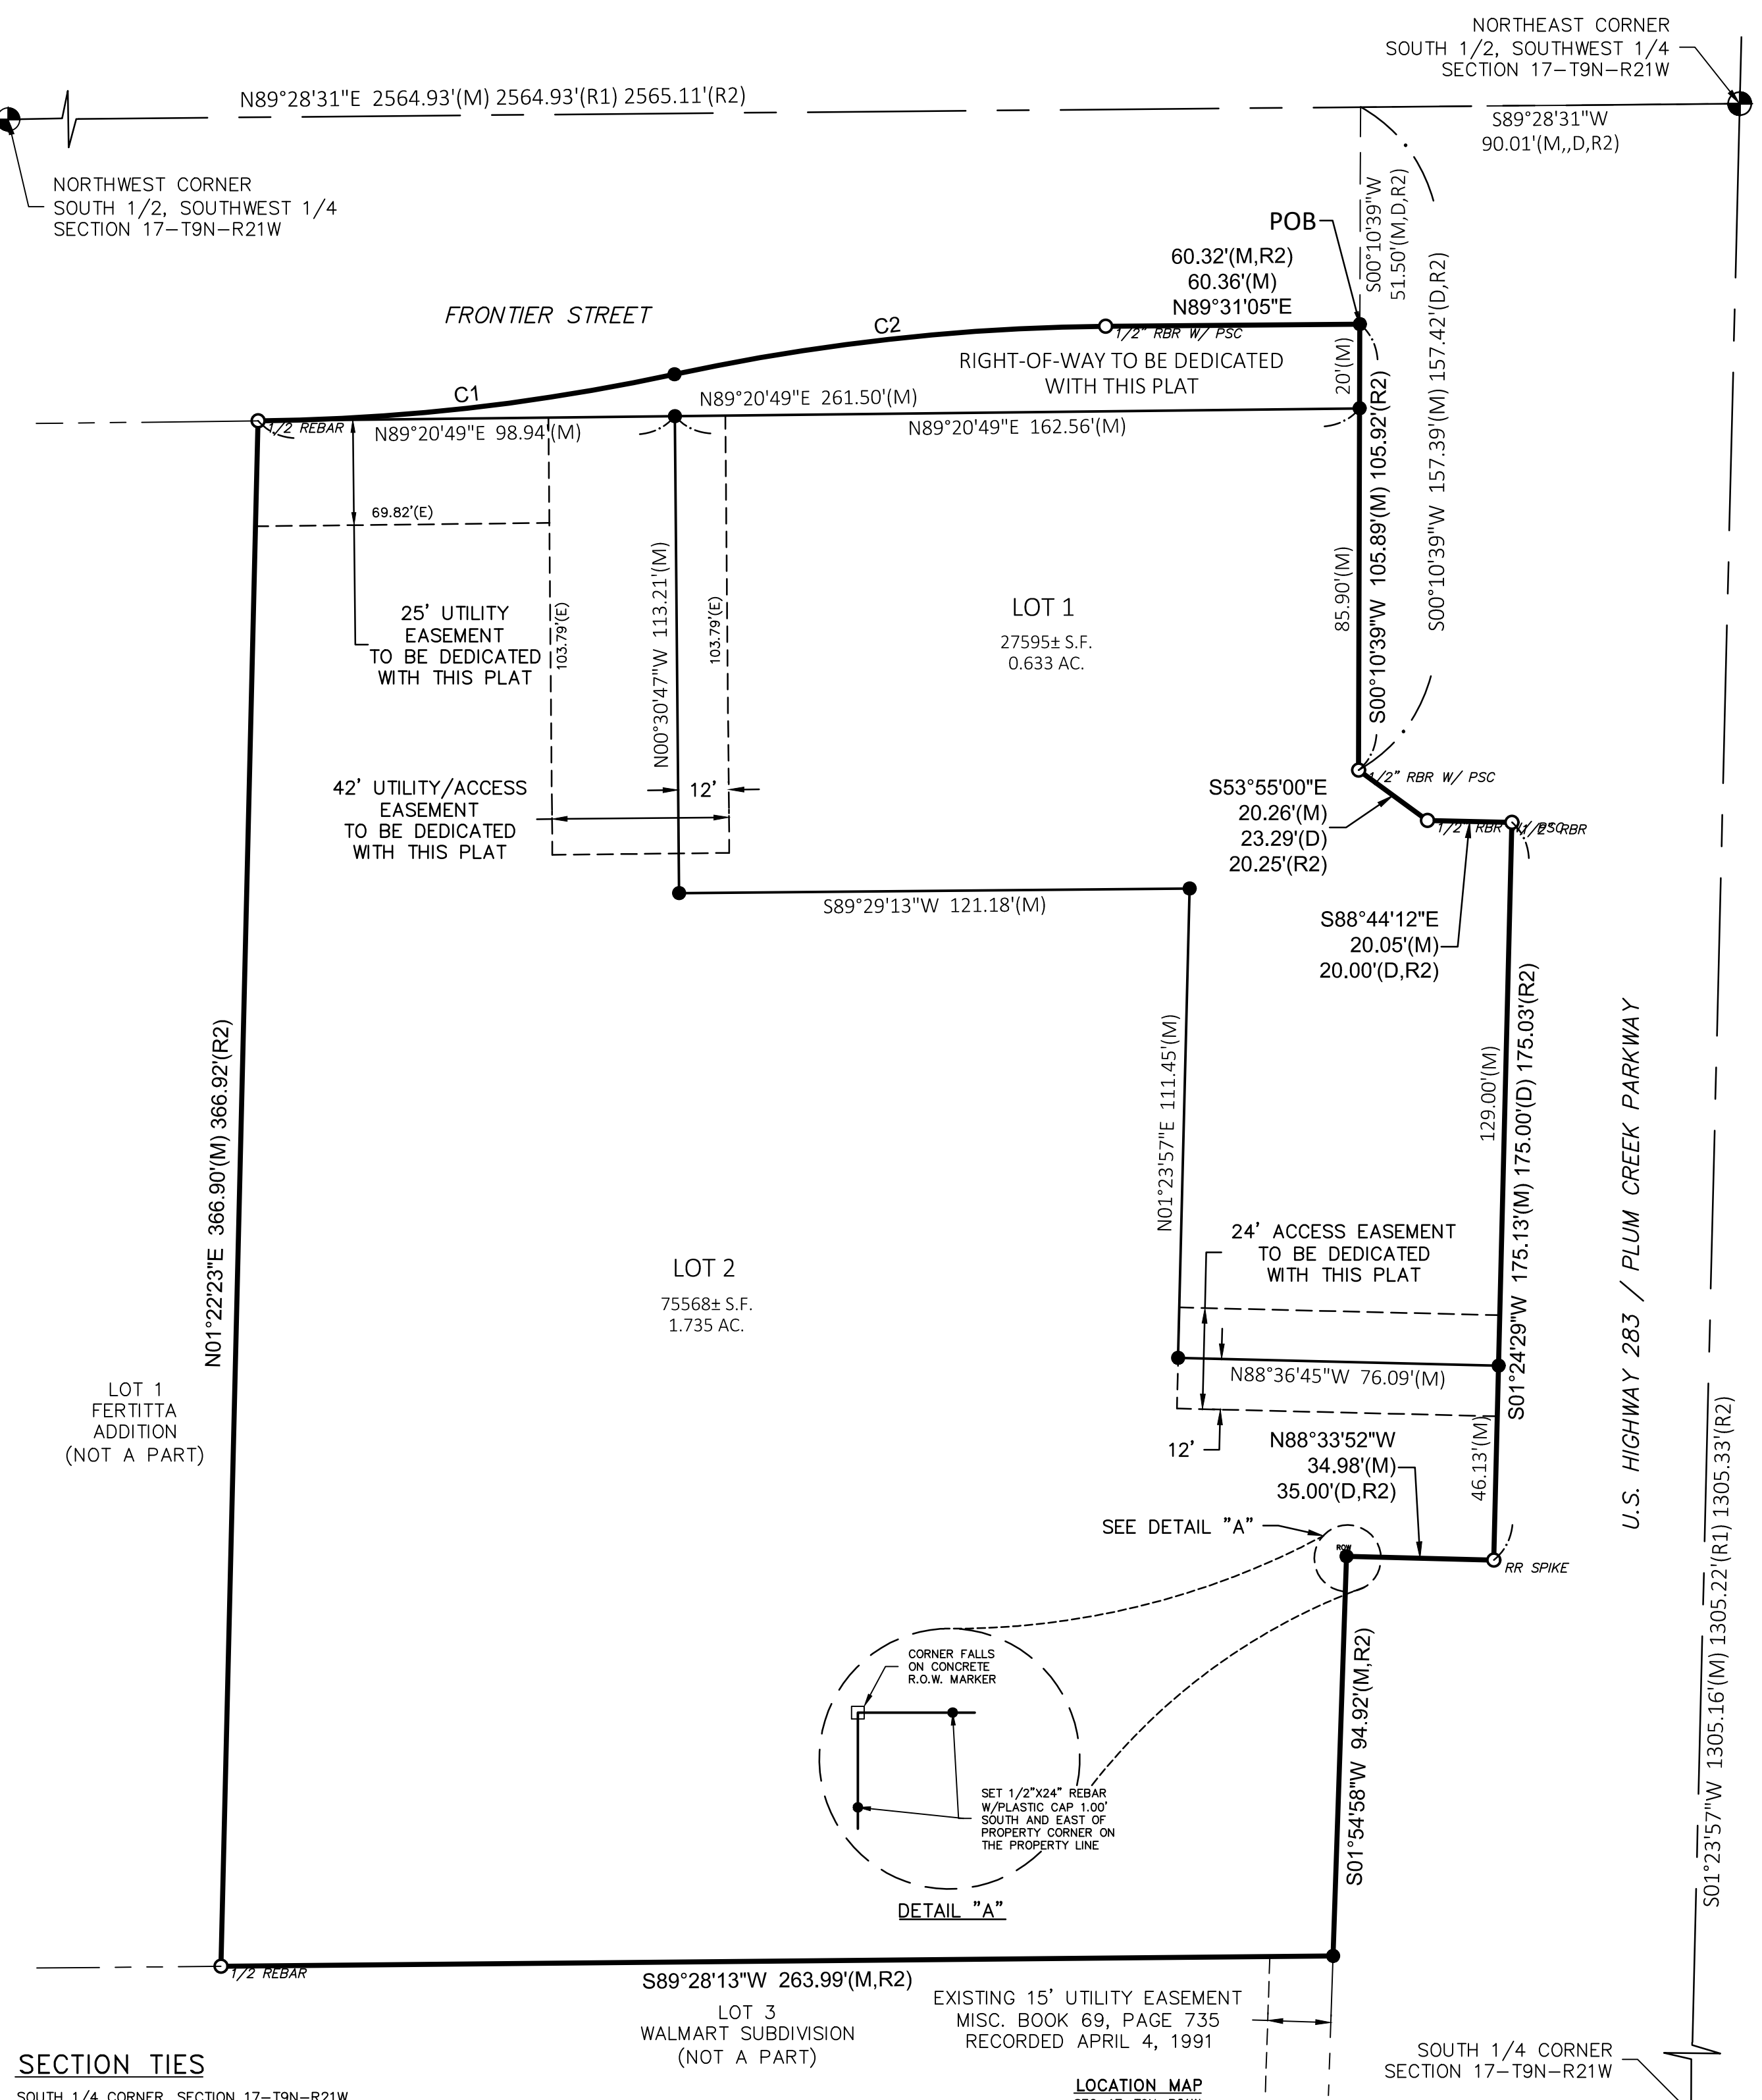 NORTHEAST CORNER
SOUTH 1/2, SOUTHWEST 1/4
SECTION 17-T9N-R21W
N89°28'31"E 2564.93'(M) 2564.93'(R1) 2565.11'(R2)
S89°28'31"W
90.01'(M,,D,R2)
NORTHWEST CORNER
SOUTH 1/2, SOUTHWEST 1/4
SECTION 17-T9N-R21W
S00°10'39"W
51.50'(M,D,R2)
POB
60.32'(M,R2)
60.36'(M)
N89°31'05"E
FRONTIER STREET
C2
1/2" RBR W/ PSC
RIGHT-OF-WAY TO BE DEDICATED
WITH THIS PLAT
20'(M)
S00°10'39"W 157.39'(M) 157.42'(D,R2)
C1
N89°20'49"E 261.50'(M)
1/2 REBAR
N89°20'49"E 98.94'(M)
N89°20'49"E 162.56'(M)
S00°10'39"W 105.89'(M) 105.92'(R2)
69.82'(E)
85.90'(M)
25' UTILITY
EASEMENT
TO BE DEDICATED
WITH THIS PLAT
103.79'(E)
N00°30'47"W 113.21'(M)
103.79'(E)
LOT 1
27595± S.F.
0.633 AC.
42' UTILITY/ACCESS
EASEMENT
TO BE DEDICATED
WITH THIS PLAT
12'
1/2" RBR W/ PSC
S53°55'00"E
20.26'(M)
23.29'(D)
20.25'(R2)
1/2" RBR W/ PSC
1/2" RBR
S89°29'13"W 121.18'(M)
S88°44'12"E
20.05'(M)
20.00'(D,R2)
N01°22'23"E 366.90'(M) 366.92'(R2)
N01°23'57"E 111.45'(M)
129.00'(M)
S01°24'29"W 175.13'(M) 175.00'(D) 175.03'(R2)
U.S. HIGHWAY 283 / PLUM CREEK PARKWAY
24' ACCESS EASEMENT
TO BE DEDICATED
WITH THIS PLAT
LOT 2
75568± S.F.
1.735 AC.
N88°36'45"W 76.09'(M)
LOT 1
FERTITTA
ADDITION
(NOT A PART)
12'
46.13'(M)
N88°33'52"W
34.98'(M)
35.00'(D,R2)
S01°23'57"W 1305.16'(M) 1305.22'(R1) 1305.33'(R2)
SEE DETAIL "A"
ROW
RR SPIKE
CORNER FALLS
ON CONCRETE
R.O.W. MARKER
S01°54'58"W 94.92'(M,R2)
SET 1/2"X24" REBAR
W/PLASTIC CAP 1.00'
SOUTH AND EAST OF
PROPERTY CORNER ON
THE PROPERTY LINE
DETAIL "A"
1/2 REBAR
S89°28'13"W 263.99'(M,R2)
LOT 3
WALMART SUBDIVISION
(NOT A PART)
EXISTING 15' UTILITY EASEMENT
MISC. BOOK 69, PAGE 735
RECORDED APRIL 4, 1991
SOUTH 1/4 CORNER
SECTION 17-T9N-R21W
SECTION TIES
SOUTH 1/4 CORNER, SECTION 17-T9N-R21W
LOCATION MAP